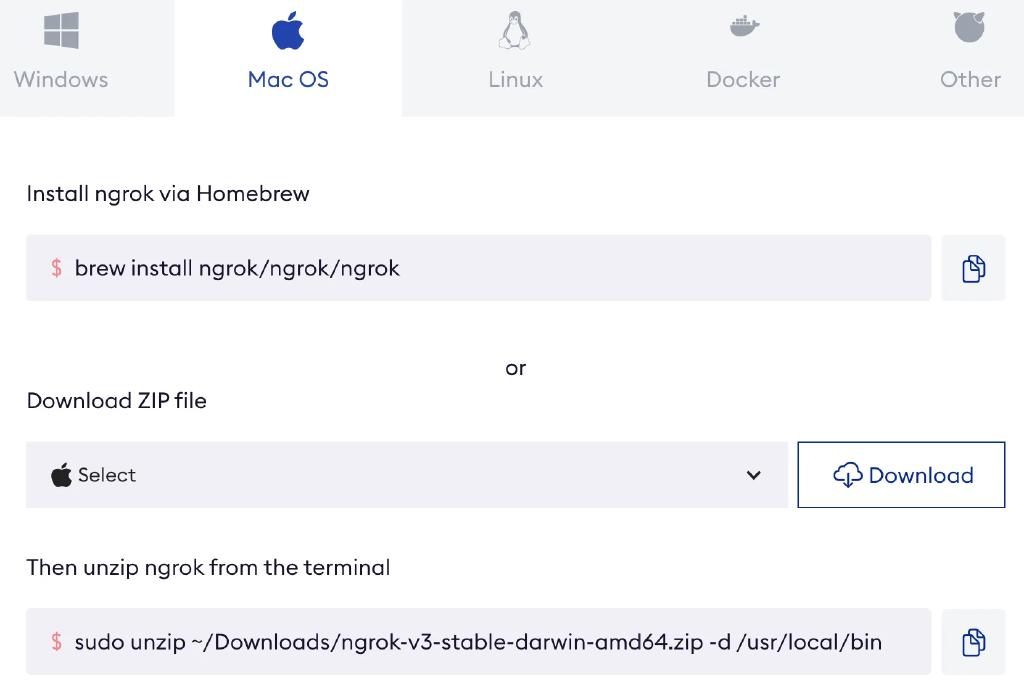 Windows
Mac OS
Linux
Docker
Other
Install ngrok via Homebrew
$ brew install ngrok/ngrok/ngrok
or
Download ZIP file
Select
Download
Then unzip ngrok from the terminal
$ sudo unzip ~/Downloads/ngrok-v3-stable-darwin-amd64.zip -d /usr/local/bin